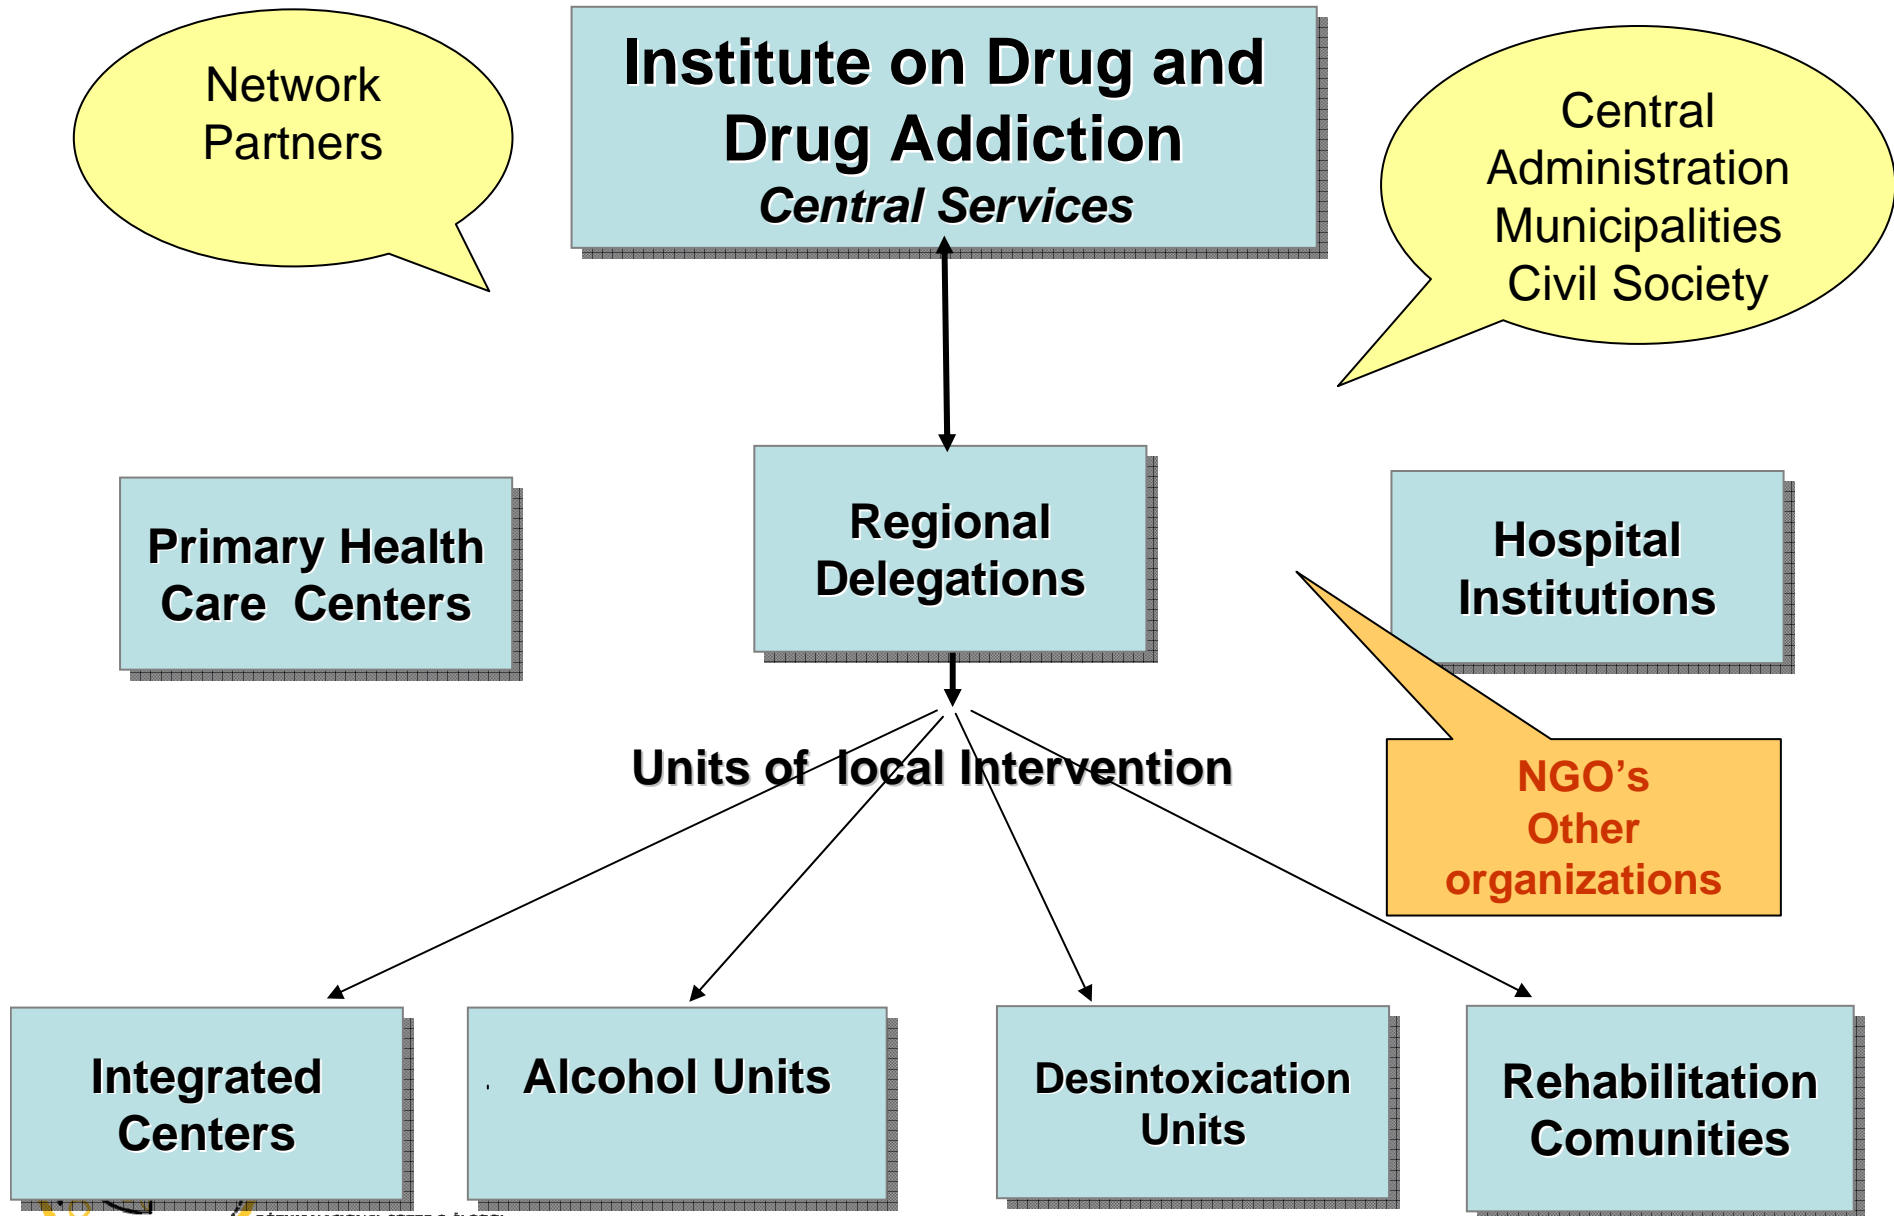 Network
Partners
Institute on Drug and
Drug Addiction
Central Services
Central
Administration
Municipalities
Civil Society
Primary Health
Care Centers
Regional
Delegations
Hospital
Institutions
Units of local Intervention
NGO's
Other
organizations
Integrated
Centers
Alcohol Units
Desintoxication
Units
Rehabilitation
Comunities